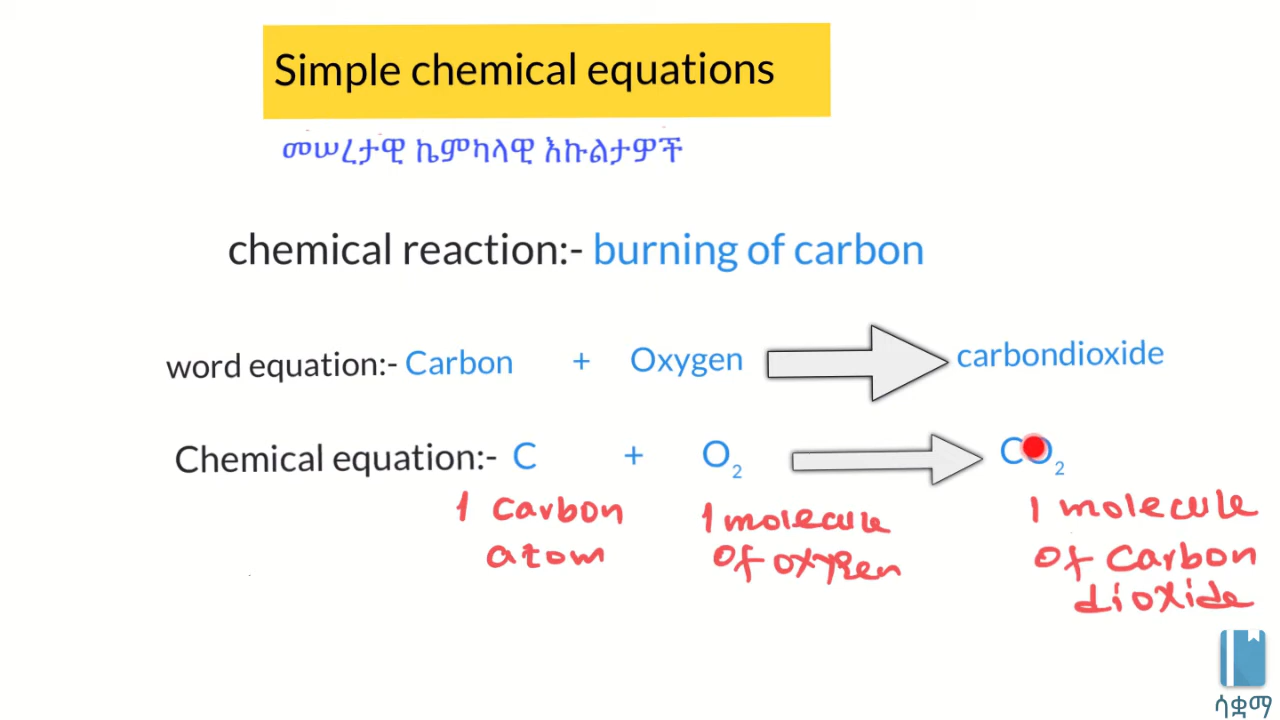 Simple chemical equations
መሠረታዊ ኬምካላዊ እኩልታዎች
chemical reaction:- burning of carbon
word equation:- Carbon + Oxygen carbondioxide
Chemical equation:- C + O2 CO2
1 carbon 1 molecule 1 molecule
atom of oxygen of carbon
dioxide
ሳቋማ